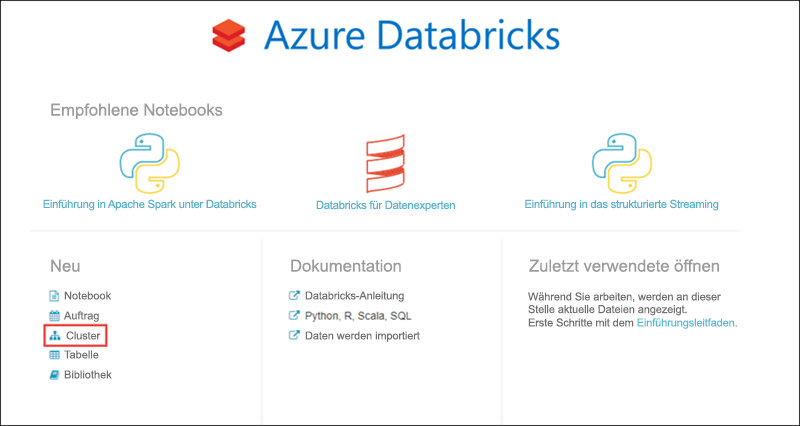 Azure Databricks
Empfohlene Notebooks
Einführung in Apache Spark unter Databricks
Databricks für Datenexperten
Einführung in das strukturierte Streaming
Neu
Notebook
Auftrag
Cluster
Tabelle
Bibliothek
Dokumentation
Databricks-Anleitung
Python, R, Scala, SQL
Daten werden importiert
Zuletzt verwendete öffnen
Während Sie arbeiten, werden an dieser
Stelle aktuelle Dateien angezeigt.
Erste Schritte mit dem Einführungsleitfaden.